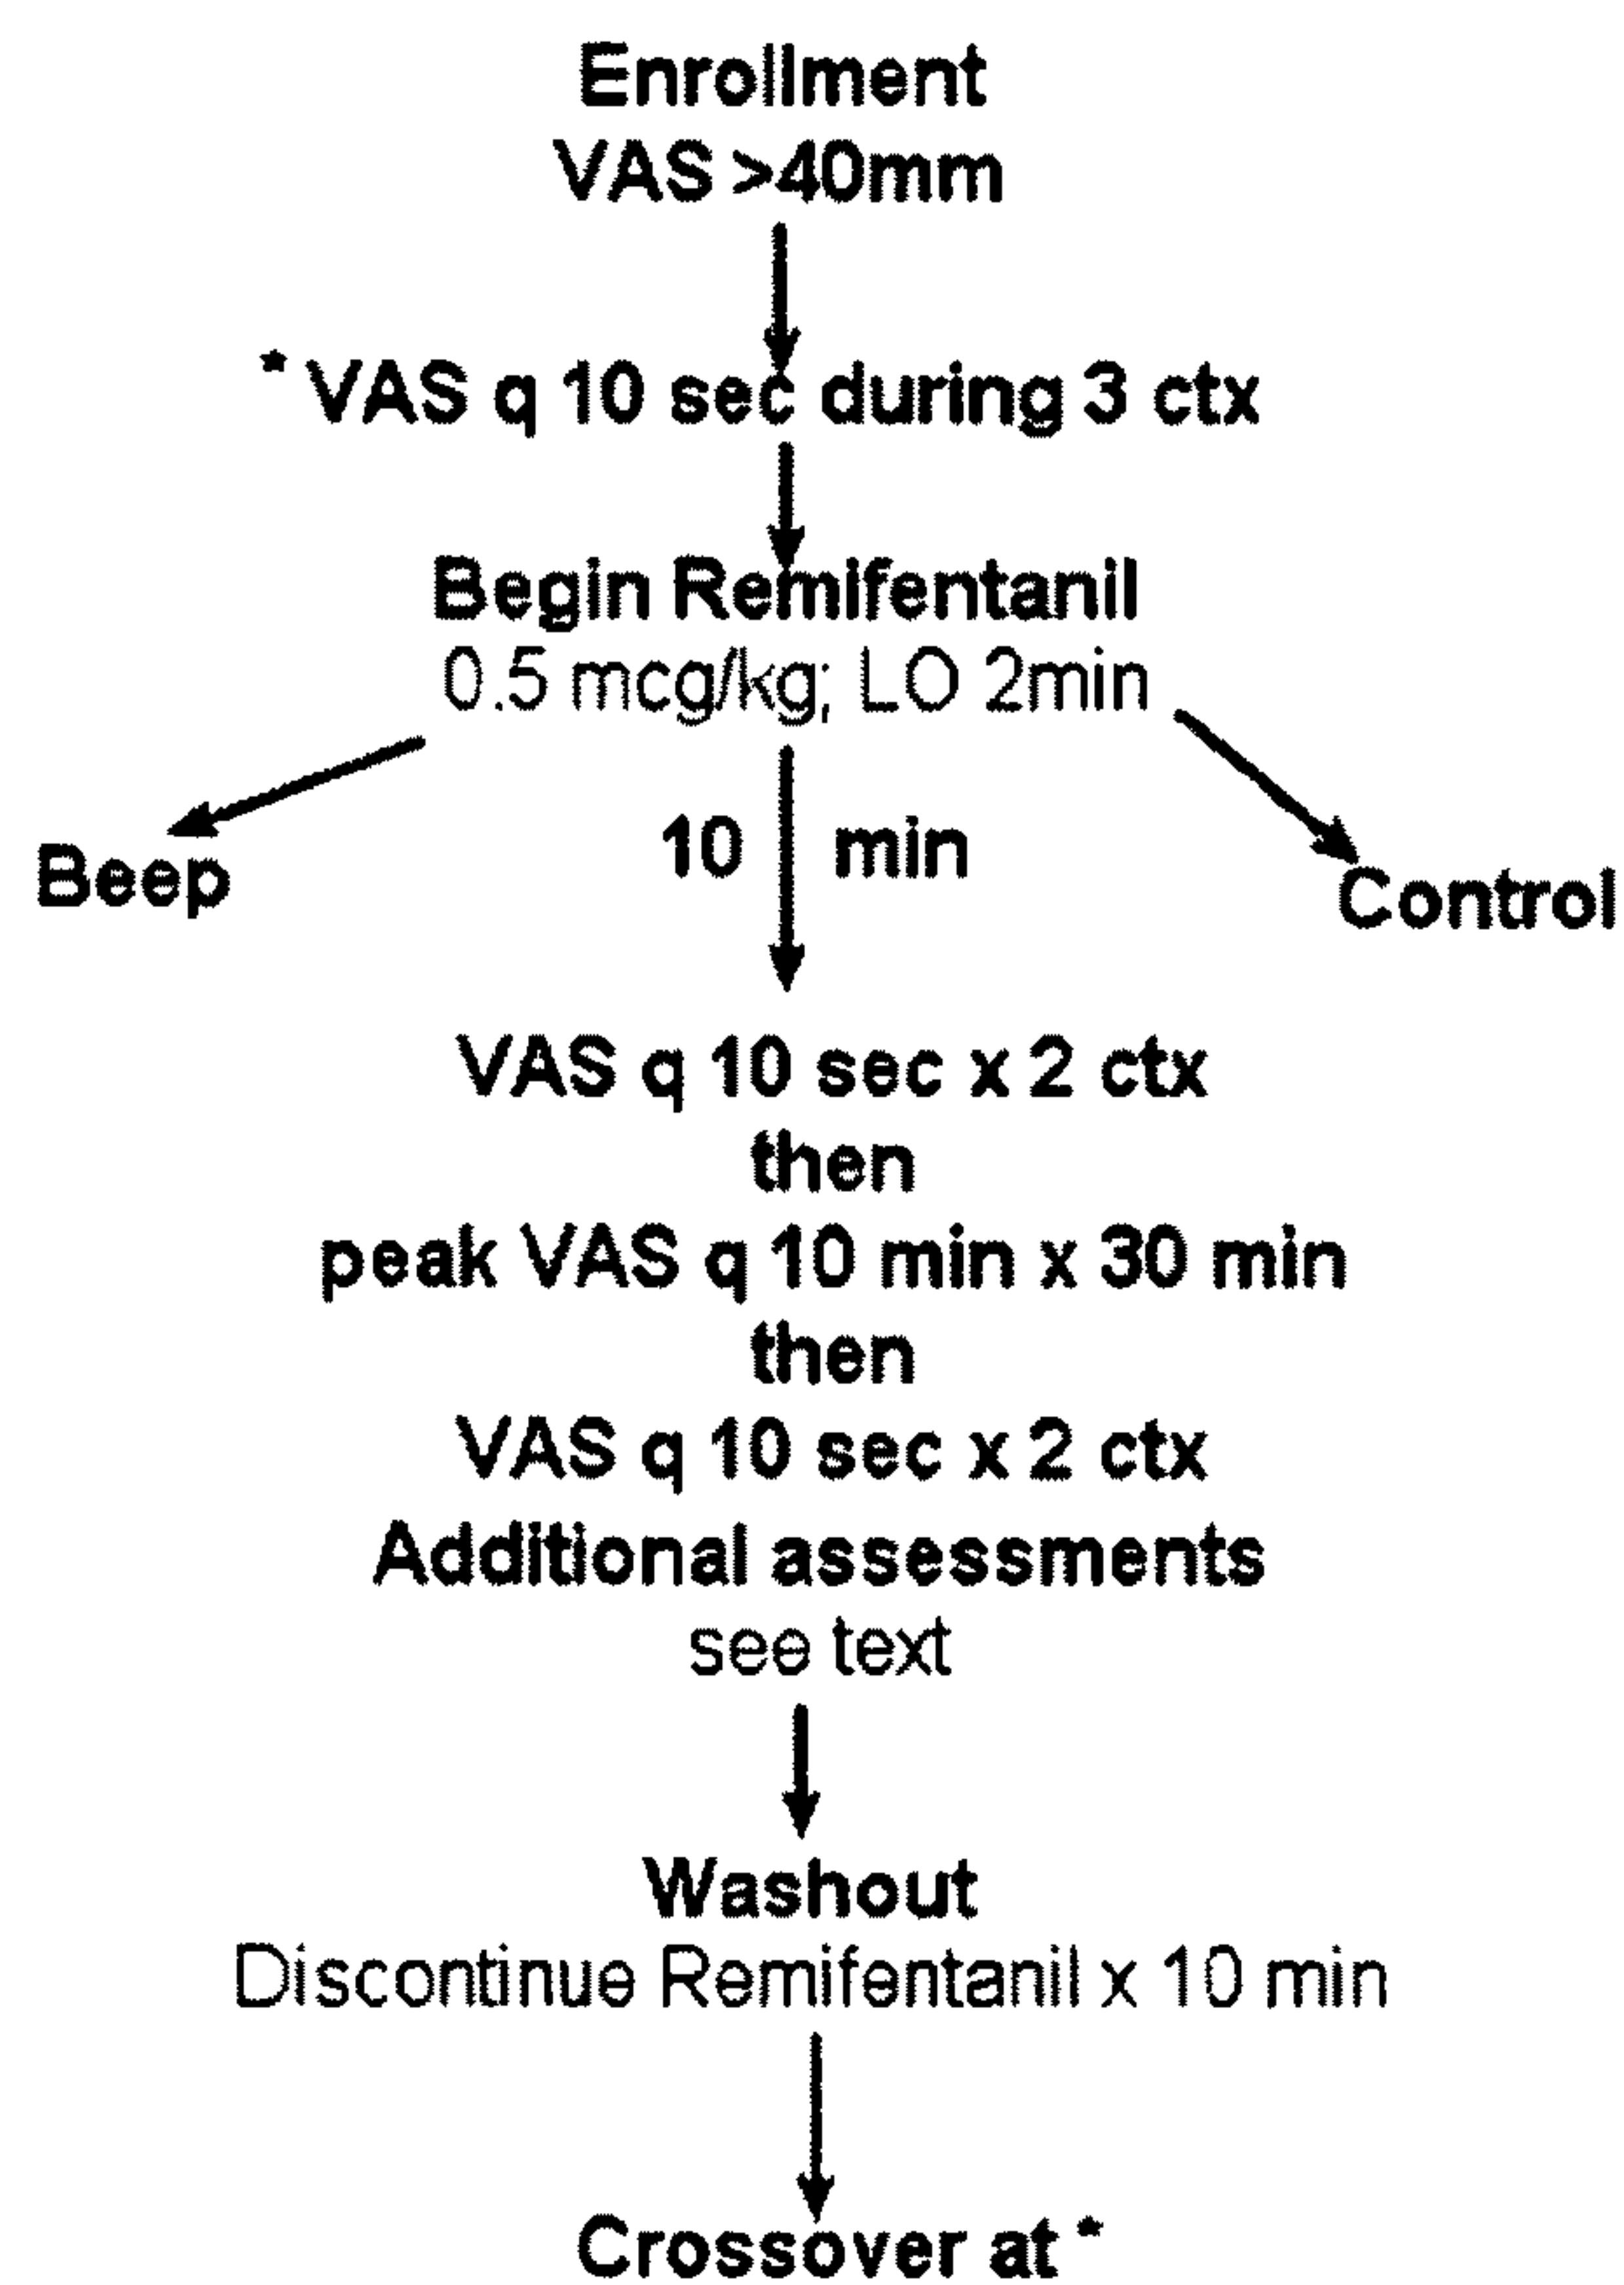 Enrollment
VAS >40mm
* VAS q 10 sec during 3 ctx
Begin Remifentanil
0.5 mcg/kg; LO 2min
Beep
10 min
Control
VAS q 10 sec x 2 ctx
then
peak VAS q 10 min x 30 min
then
VAS q 10 sec x 2 ctx
Additional assessments
see text
Washout
Discontinue Remifentanil x 10 min
Crossover at *